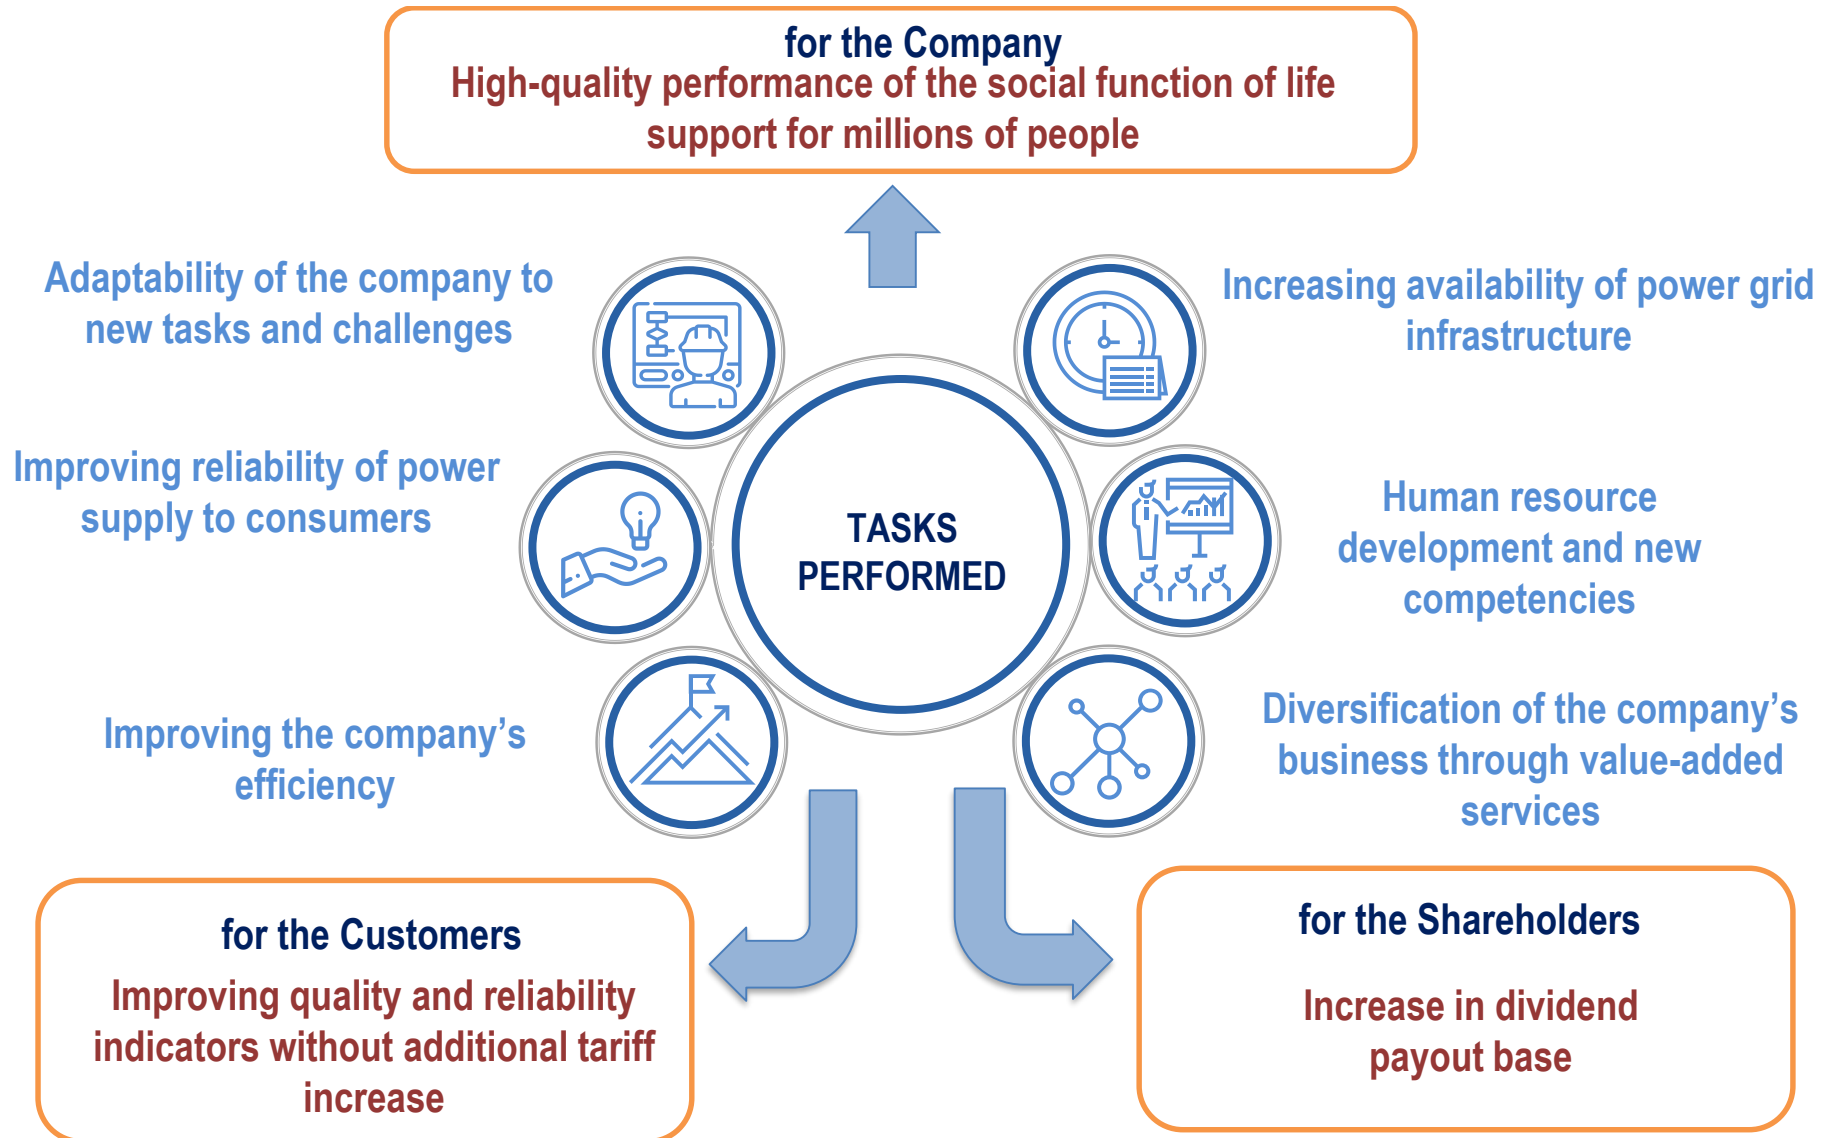 for the Company
High-quality performance of the social function of life
support for millions of people
Adaptability of the company to
new tasks and challenges
Increasing availability of power grid
infrastructure
Improving reliability of power
supply to consumers
TASKS
PERFORMED
Human resource
development and new
competencies
Improving the company’s
efficiency
Diversification of the company’s
business through value-added
services
for the Customers
Improving quality and reliability
indicators without additional tariff
increase
for the Shareholders
Increase in dividend
payout base